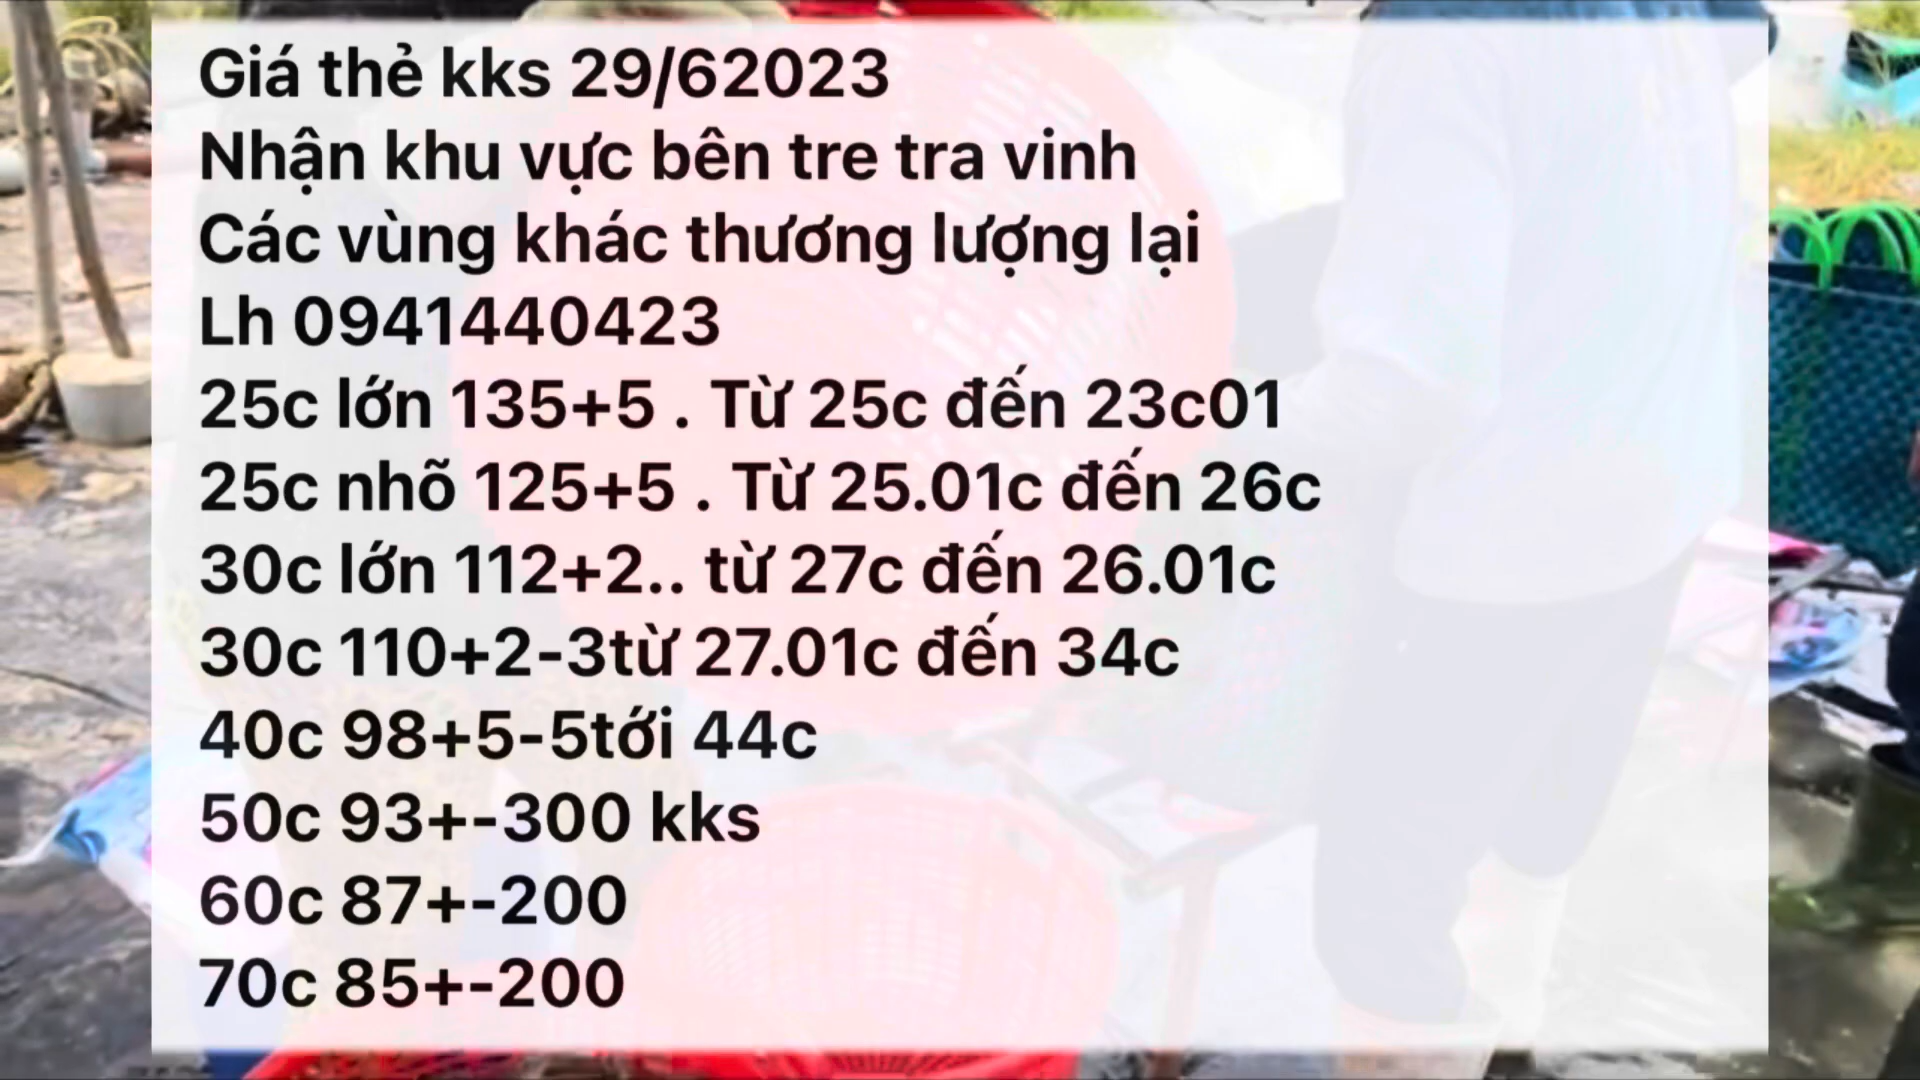 Giá thẻ kks 29/62023
Nhận khu vực bên tre tra vinh
Các vùng khác thương lượng lại
Lh 0941440423
25c lớn 135+5 . Từ 25c đến 23c01
25c nhõ 125+5 . Từ 25.01c đến 26c
30c lớn 112+2.. từ 27c đến 26.01c
30c 110+2-3từ 27.01c đến 34c
40c 98+5-5tới 44c
50c 93+-300 kks
60c 87+-200
70c 85+-200